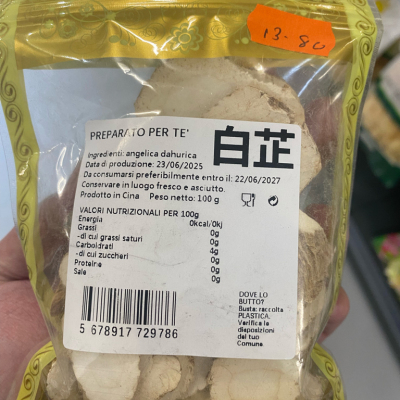 13-80
PREPARATO PER TE'
白芷
Ingredienti: angelica dahurica
Data di produzione: 23/06/2025
Da consumarsi preferibilmente entro il: 22/06/2027
Conservare in luogo fresco e asciutto.
Prodotto in Cina Peso netto: 100 g
VALORI NUTRIZIONALI PER 100g
Energia 0kcal/0kj
Grassi 0g
-di cui grassi saturi 0g
Carboidrati 4g
-di cui zuccheri 0g
Proteine 0g
Sale 0g
5 678917 729786
DOVE LO
BUTTO?
Busta: raccolta
PLASTICA.
Verifica le
disposizioni
del tuo
Comune